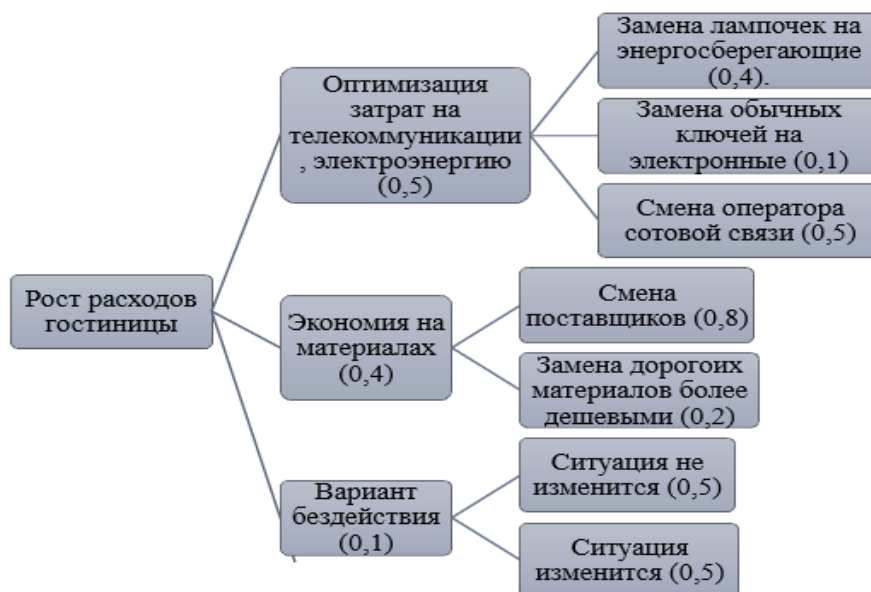 Рост расходов
гостиницы
Оптимизация
затрат на
телекоммуникации
, электроэнергию
(0,5)
Замена лампочек на
энергосберегающие
(0,4).
Замена обычных
ключей на
электронные (0,1)
Смена оператора
сотовой связи (0,5)
Экономия на
материалах
(0,4)
Смена
поставщиков (0,8)
Замена дорогоих
материалов более
дешевыми (0,2)
Вариант
бездействия
(0,1)
Ситуация не
изменится (0,5)
Ситуация
изменится (0,5)